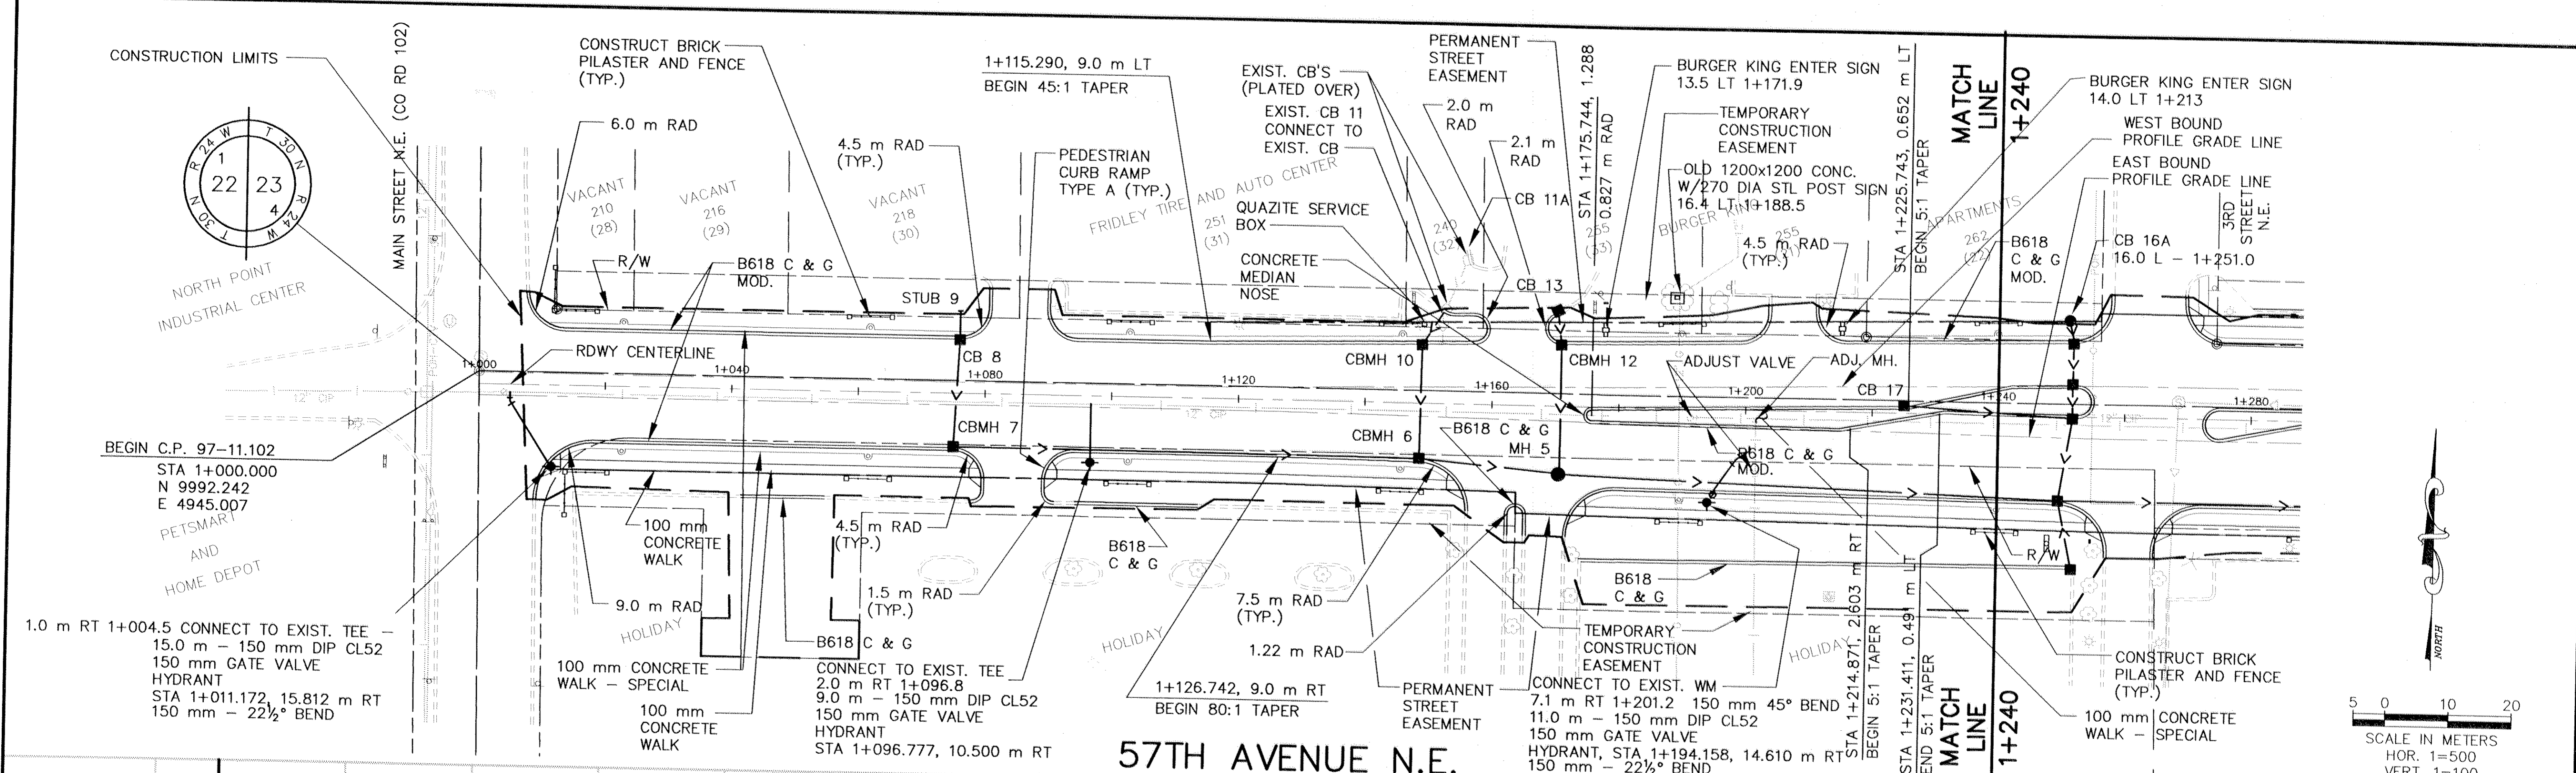 CONSTRUCTION LIMITS
MAIN STREET N.E. (CO RD 102)
CONSTRUCT BRICK
PILASTER AND FENCE
(TYP.)
6.0 m RAD
4.5 m RAD
(TYP.)
1+115.290, 9.0 m LT
BEGIN 45:1 TAPER
PEDESTRIAN
CURB RAMP
TYPE A (TYP.)
EXIST. CB'S
(PLATED OVER)
EXIST. CB 11
CONNECT TO
EXIST. CB
QUAZITE SERVICE
BOX
CONCRETE
MEDIAN
NOSE
PERMANENT
STREET
EASEMENT
2.0 m
RAD
2.1 m
RAD
CB 11A
STA 1+175.744, 1.288
0.827 m RAD
BURGER KING ENTER SIGN
13.5 LT 1+171.9
TEMPORARY
CONSTRUCTION
EASEMENT
OLD 1200x1200 CONC.
W/270 DIA STL POST SIGN
16.4 LT 1+188.5
4.5 m RAD
(TYP.)
STA 1+225.743, 0.652 m LT
BEGIN 5:1 TAPER
MATCH
LINE
1+240
BURGER KING ENTER SIGN
14.0 LT 1+213
WEST BOUND
PROFILE GRADE LINE
EAST BOUND
PROFILE GRADE LINE
3RD
STREET
N.E.
B618
C & G
MOD.
CB 16A
16.0 L - 1+251.0
R 24 W
T 30 N
1
22
23
4
T 30 N
R 24 W
NORTH POINT
INDUSTRIAL CENTER
VACANT
210
(28)
VACANT
216
(29)
VACANT
218
(30)
FRIDLEY TIRE AND AUTO CENTER
251
(31)
240
(32)
BURGER KING
255
APARTMENTS
262
(22)
R/W
B618 C & G
MOD.
STUB 9
CB 13
RDWY CENTERLINE
CB 8
CBMH 10
CBMH 12
ADJUST VALVE
ADJ. MH.
CB 17
1+000
1+040
1+080
1+120
1+160
1+200
1+240
1+280
12" CIP
12" CIP
CBMH 7
CBMH 6
B618 C & G
MH 5
B618 C & G
MOD.
BEGIN C.P. 97-11.102
STA 1+000.000
N 9992.242
E 4945.007
PETSMART
AND
HOME DEPOT
100 mm
CONCRETE
WALK
4.5 m RAD
(TYP.)
B618
C & G
R/W
9.0 m RAD
HOLIDAY
1.5 m RAD
(TYP.)
HOLIDAY
7.5 m RAD
(TYP.)
1.22 m RAD
B618
C & G
TEMPORARY
CONSTRUCTION
EASEMENT
HOLIDAY
1.0 m RT 1+004.5 CONNECT TO EXIST. TEE -
15.0 m - 150 mm DIP CL52
150 mm GATE VALVE
HYDRANT
STA 1+011.172, 15.812 m RT
150 mm - 22½° BEND
B618 C & G
100 mm CONCRETE
WALK - SPECIAL
100 mm
CONCRETE
WALK
CONNECT TO EXIST. TEE
2.0 m RT 1+096.8
9.0 m - 150 mm DIP CL52
150 mm GATE VALVE
HYDRANT
STA 1+096.777, 10.500 m RT
1+126.742, 9.0 m RT
BEGIN 80:1 TAPER
PERMANENT
STREET
EASEMENT
CONNECT TO EXIST. WM
7.1 m RT 1+201.2 150 mm 45° BEND
11.0 m - 150 mm DIP CL52
150 mm GATE VALVE
HYDRANT, STA 1+194.158, 14.610 m RT
150 mm - 22½° BEND
STA 1+214.871, 2.603 m RT
BEGIN 5:1 TAPER
STA 1+231.411, 0.491 m LT
END 5:1 TAPER
MATCH
LINE
1+240
CONSTRUCT BRICK
PILASTER AND FENCE
(TYP.)
100 mm CONCRETE
WALK - SPECIAL
57TH AVENUE N.E.
NORTH
5 0 10 20
SCALE IN METERS
HOR. 1=500
VERT. 1=100